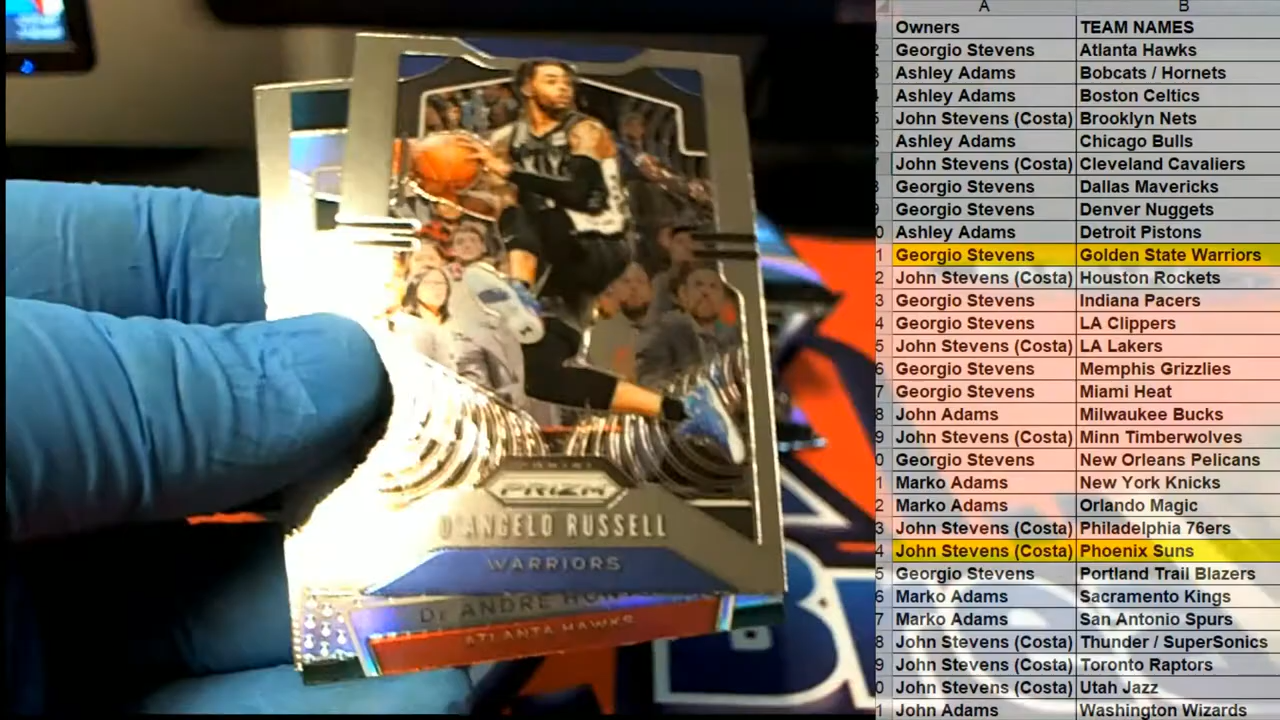 PANINI
PRIZM
D'ANGELO RUSSELL
WARRIORS
DE ANDRE
ATLANTA HAWKS
A B
Owners TEAM NAMES
Georgio Stevens Atlanta Hawks
Ashley Adams Bobcats / Hornets
Ashley Adams Boston Celtics
John Stevens (Costa) Brooklyn Nets
Ashley Adams Chicago Bulls
John Stevens (Costa) Cleveland Cavaliers
Georgio Stevens Dallas Mavericks
Georgio Stevens Denver Nuggets
Ashley Adams Detroit Pistons
Georgio Stevens Golden State Warriors
John Stevens (Costa) Houston Rockets
Georgio Stevens Indiana Pacers
Georgio Stevens LA Clippers
John Stevens (Costa) LA Lakers
Georgio Stevens Memphis Grizzlies
Georgio Stevens Miami Heat
John Adams Milwaukee Bucks
John Stevens (Costa) Minn Timberwolves
Georgio Stevens New Orleans Pelicans
Marko Adams New York Knicks
Marko Adams Orlando Magic
John Stevens (Costa) Philadelphia 76ers
John Stevens (Costa) Phoenix Suns
Georgio Stevens Portland Trail Blazers
Marko Adams Sacramento Kings
Marko Adams San Antonio Spurs
John Stevens (Costa) Thunder / SuperSonics
John Stevens (Costa) Toronto Raptors
John Stevens (Costa) Utah Jazz
John Adams Washington Wizards